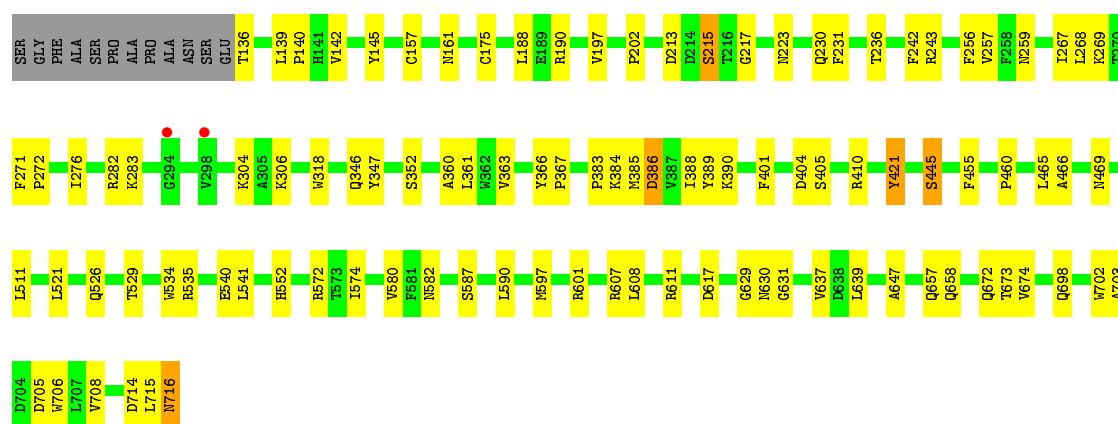 SER GLY PHE ALA SER PRO ALA PRO ALA ASN SER GLU T136 L139 P140 H141 V142 Y145 C157 N161 C175 L188 E189 R190 V197 P202 D213 D214 S215 T216 G217 N223 Q230 F231 T236 F242 R243 F256 V257 F258 N259 I267 L268 K269 T270
F271 P272 I276 R282 K283 G294 V298 K304 A305 K306 W318 Q346 Y347 S352 A360 L361 W362 V363 Y366 P367 P383 K384 M385 D386 V387 I388 Y389 K390 F401 D404 S405 R410 Y421 S445 F455 P460 L465 A466 N469
L511 L521 Q526 T529 W534 R535 E540 L541 H552 R572 T573 I574 V580 F581 N582 S587 L590 M597 R601 R607 L608 R611 D617 G629 N630 G631 V637 D638 L639 A647 Q657 Q658 Q672 T673 V674 Q698 W702 A703
D704 D705 W706 L707 V708 D714 L715 N716